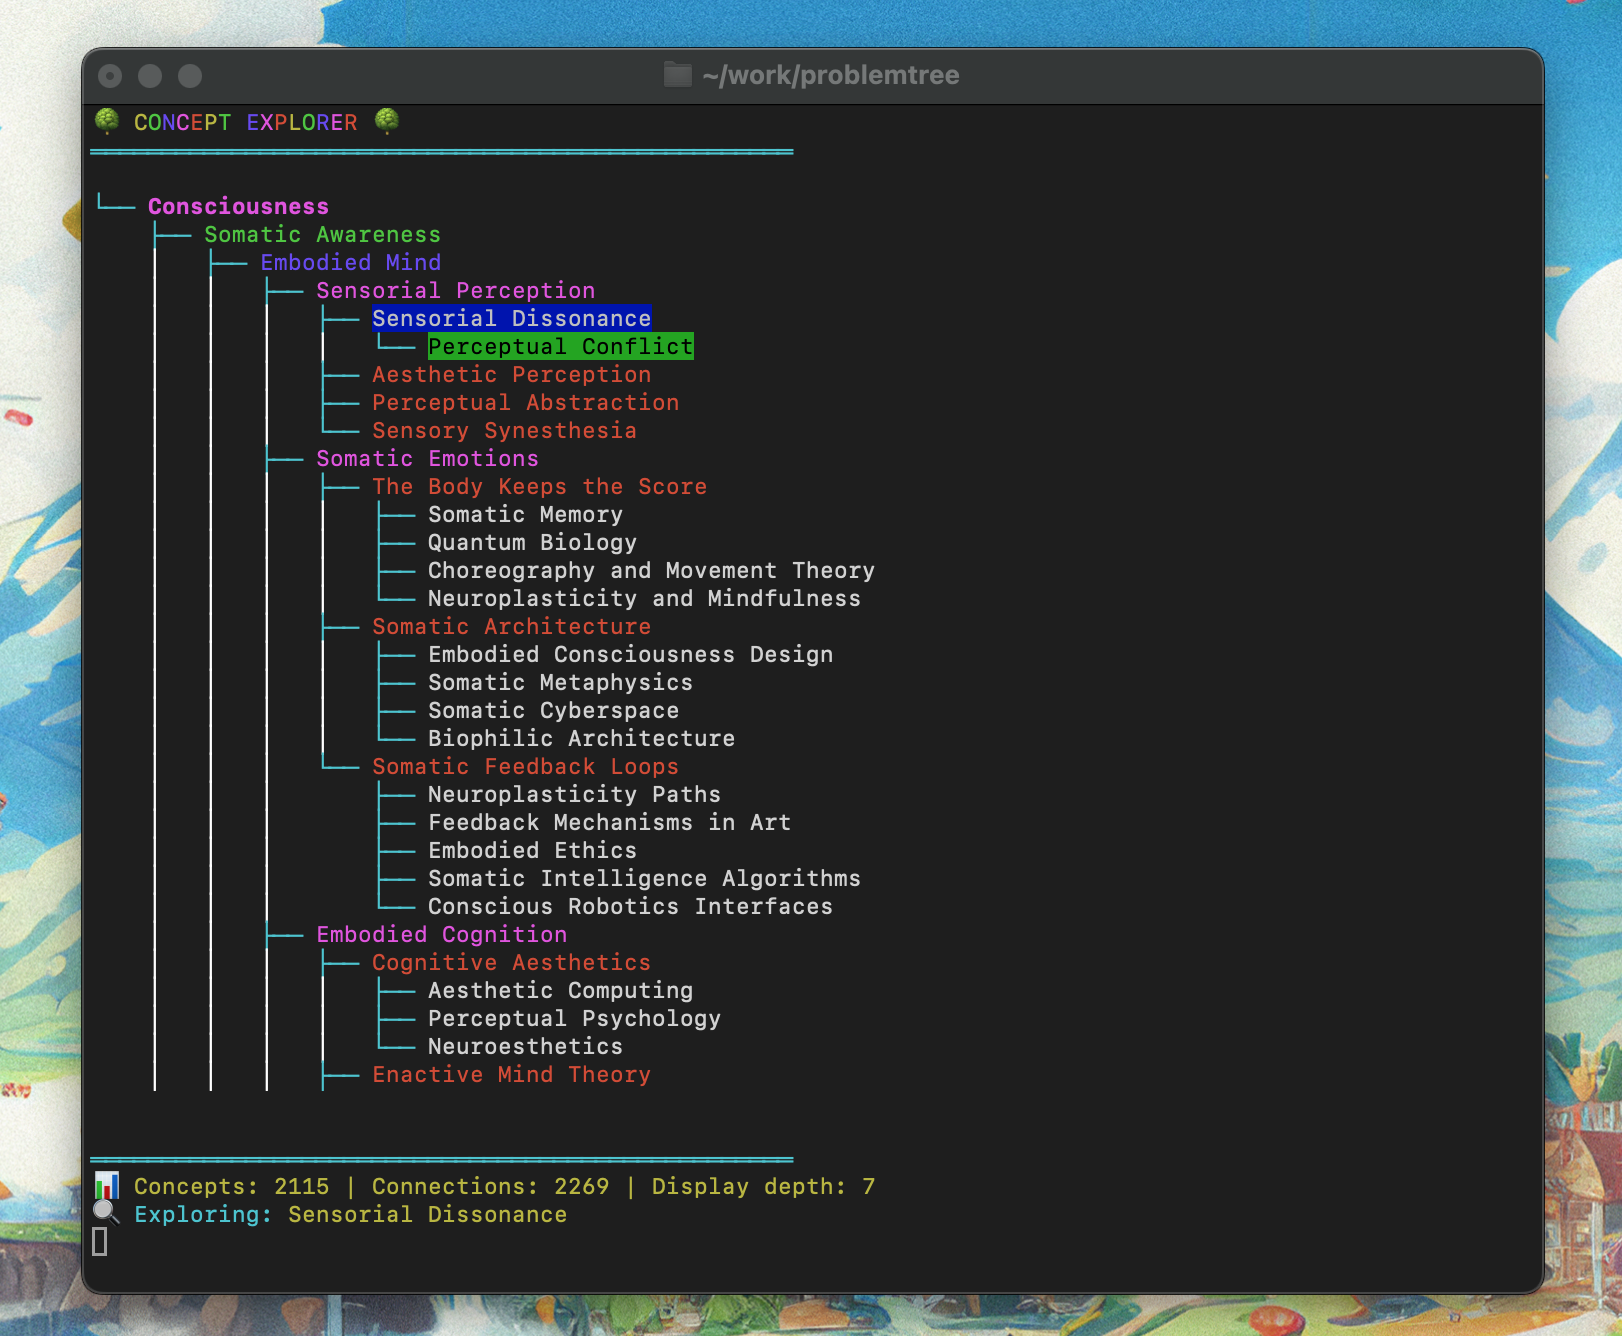 ~/work/problemtree
CONCEPT EXPLORER
Consciousness
Somatic Awareness
Embodied Mind
Sensorial Perception
Sensorial Dissonance
Perceptual Conflict
Aesthetic Perception
Perceptual Abstraction
Sensory Synesthesia
Somatic Emotions
The Body Keeps the Score
Somatic Memory
Quantum Biology
Choreography and Movement Theory
Neuroplasticity and Mindfulness
Somatic Architecture
Embodied Consciousness Design
Somatic Metaphysics
Somatic Cyberspace
Biophilic Architecture
Somatic Feedback Loops
Neuroplasticity Paths
Feedback Mechanisms in Art
Embodied Ethics
Somatic Intelligence Algorithms
Conscious Robotics Interfaces
Embodied Cognition
Cognitive Aesthetics
Aesthetic Computing
Perceptual Psychology
Neuroesthetics
Enactive Mind Theory
Concepts: 2115 | Connections: 2269 | Display depth: 7
Exploring: Sensorial Dissonance